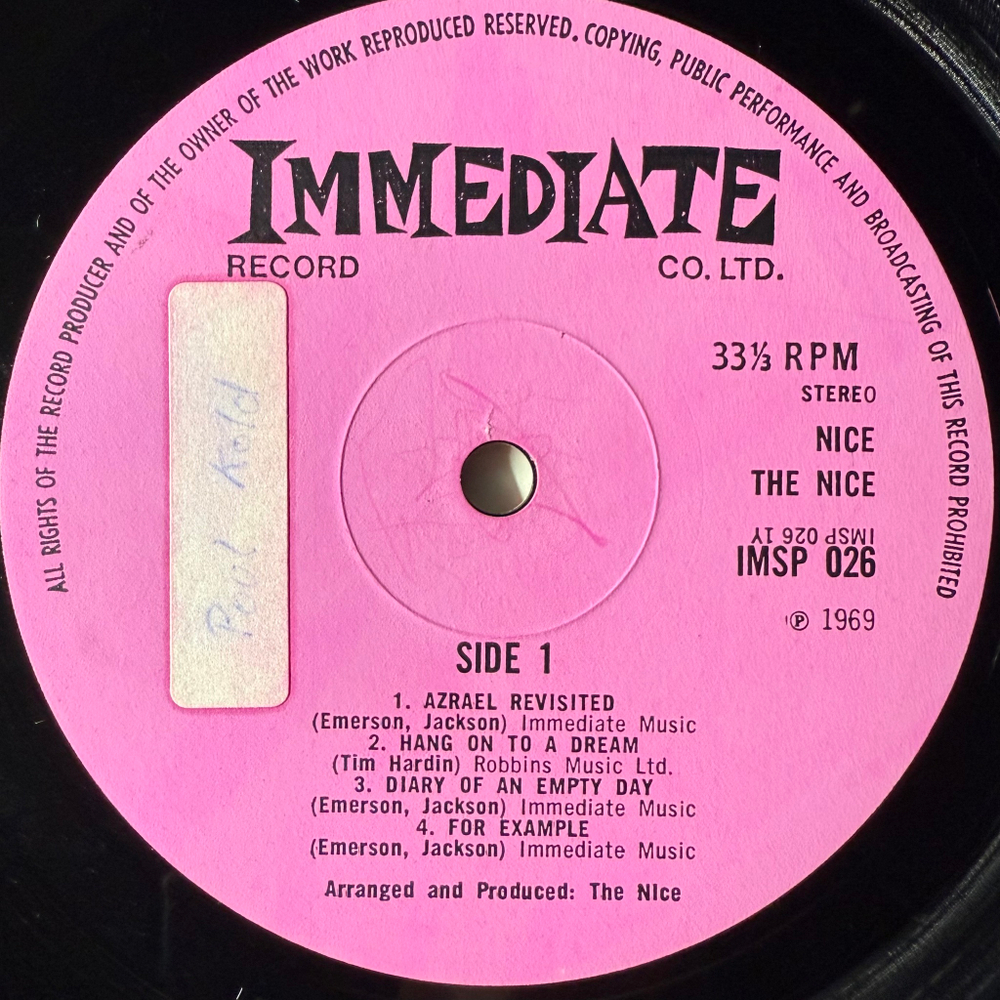 ALL RIGHTS OF THE RECORD PRODUCER AND OF THE OWNER OF THE WORK REPRODUCED RESERVED. COPYING, PUBLIC PERFORMANCE AND BROADCASTING OF THIS RECORD PROHIBITED
IMMEDIATE
RECORD CO. LTD.
33⅓ RPM
STEREO
NICE
THE NICE
IMSP 026 1Y
IMSP 026
℗ 1969
Paul
SIDE 1
1. AZRAEL REVISITED
(Emerson, Jackson) Immediate Music
2. HANG ON TO A DREAM
(Tim Hardin) Robbins Music Ltd.
3. DIARY OF AN EMPTY DAY
(Emerson, Jackson) Immediate Music
4. FOR EXAMPLE
(Emerson, Jackson) Immediate Music
Arranged and Produced: The NIce